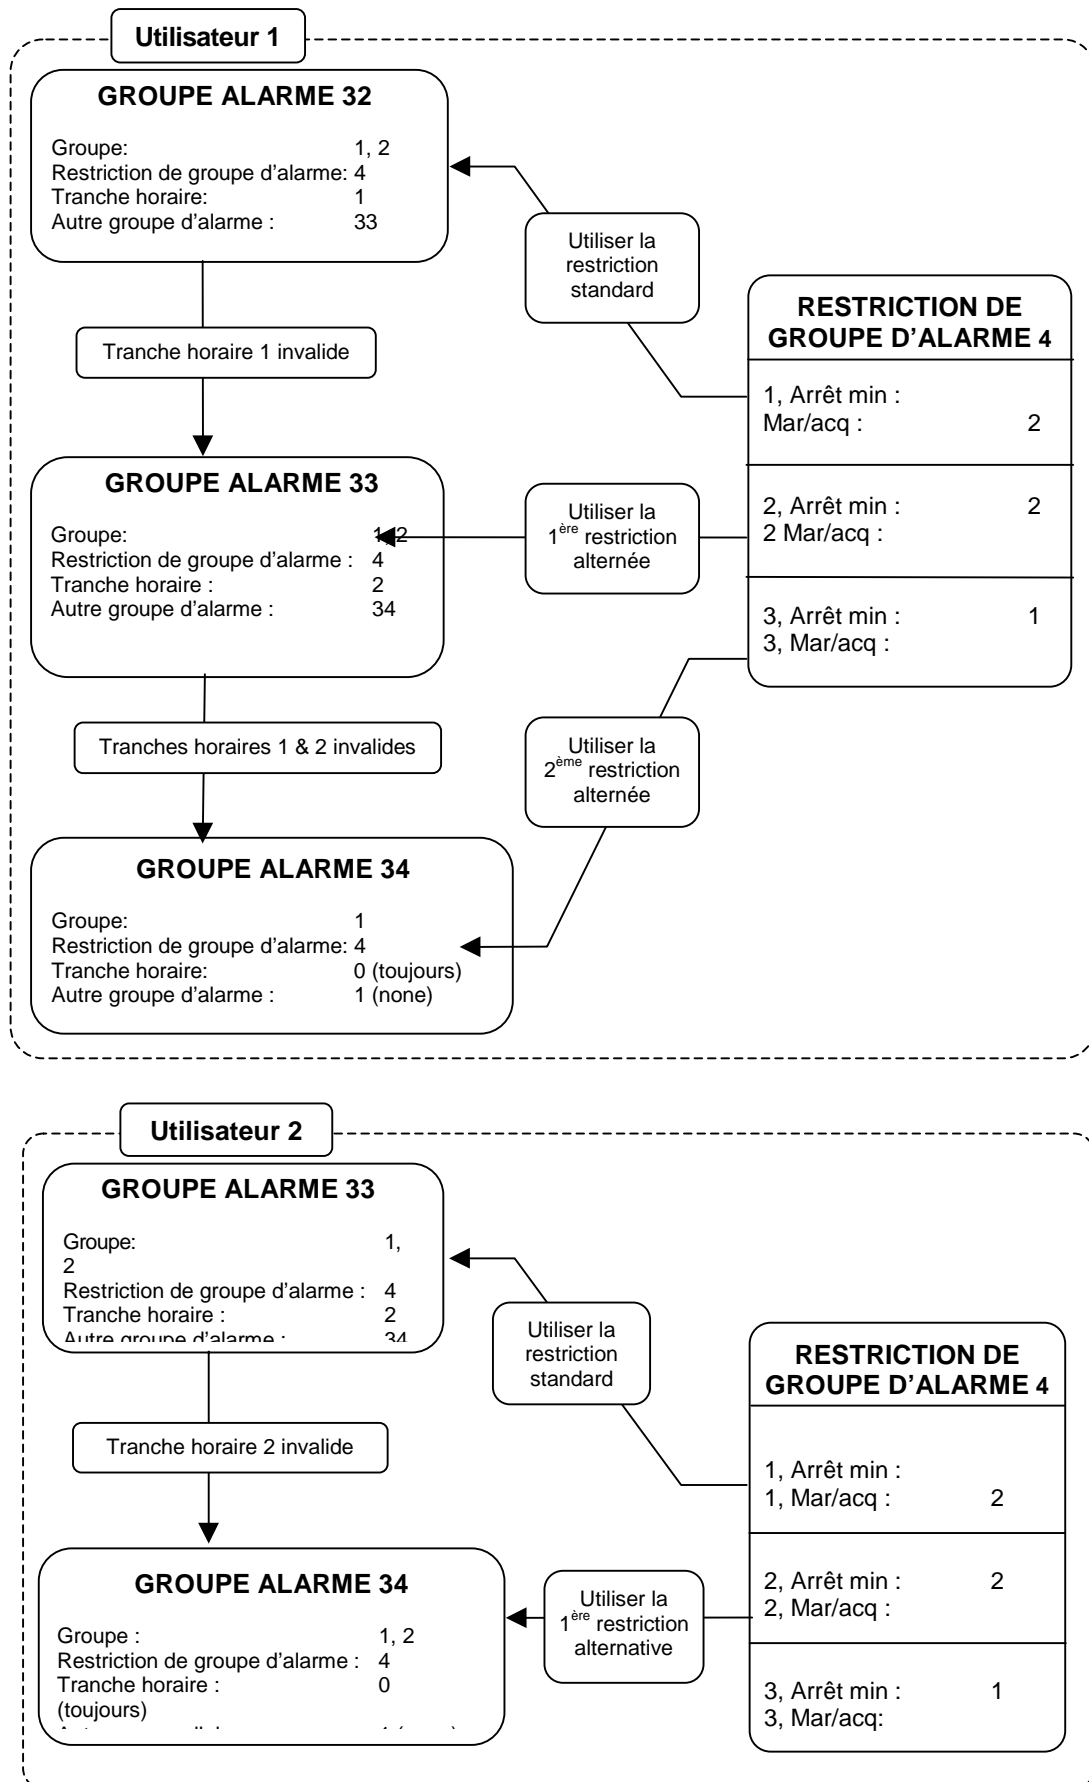 Utilisateur 1
GROUPE ALARME 32
Groupe: 1, 2
Restriction de groupe d'alarme: 4
Tranche horaire: 1
Autre groupe d'alarme : 33
Utiliser la
restriction
standard
RESTRICTION DE
GROUPE D'ALARME 4
1, Arrêt min :
Mar/acq : 2
2, Arrêt min : 2
2 Mar/acq :
3, Arrêt min : 1
3, Mar/acq :
Tranche horaire 1 invalide
GROUPE ALARME 33
Groupe: 1, 2
Restriction de groupe d'alarme : 4
Tranche horaire : 2
Autre groupe d'alarme : 34
Utiliser la
1ère restriction
alternée
Tranches horaires 1 & 2 invalides
Utiliser la
2ème restriction
alternée
GROUPE ALARME 34
Groupe: 1
Restriction de groupe d'alarme: 4
Tranche horaire: 0 (toujours)
Autre groupe d'alarme : 1 (none)
Utilisateur 2
GROUPE ALARME 33
Groupe: 1,
2
Restriction de groupe d'alarme : 4
Tranche horaire : 2
Autre groupe d'alarme : 34
Utiliser la
restriction
standard
RESTRICTION DE
GROUPE D'ALARME 4
1, Arrêt min :
1, Mar/acq : 2
2, Arrêt min : 2
2, Mar/acq :
3, Arrêt min : 1
3, Mar/acq:
Tranche horaire 2 invalide
GROUPE ALARME 34
Groupe : 1, 2
Restriction de groupe d'alarme : 4
Tranche horaire : 0
(toujours)
Utiliser la
1ère restriction
alternative